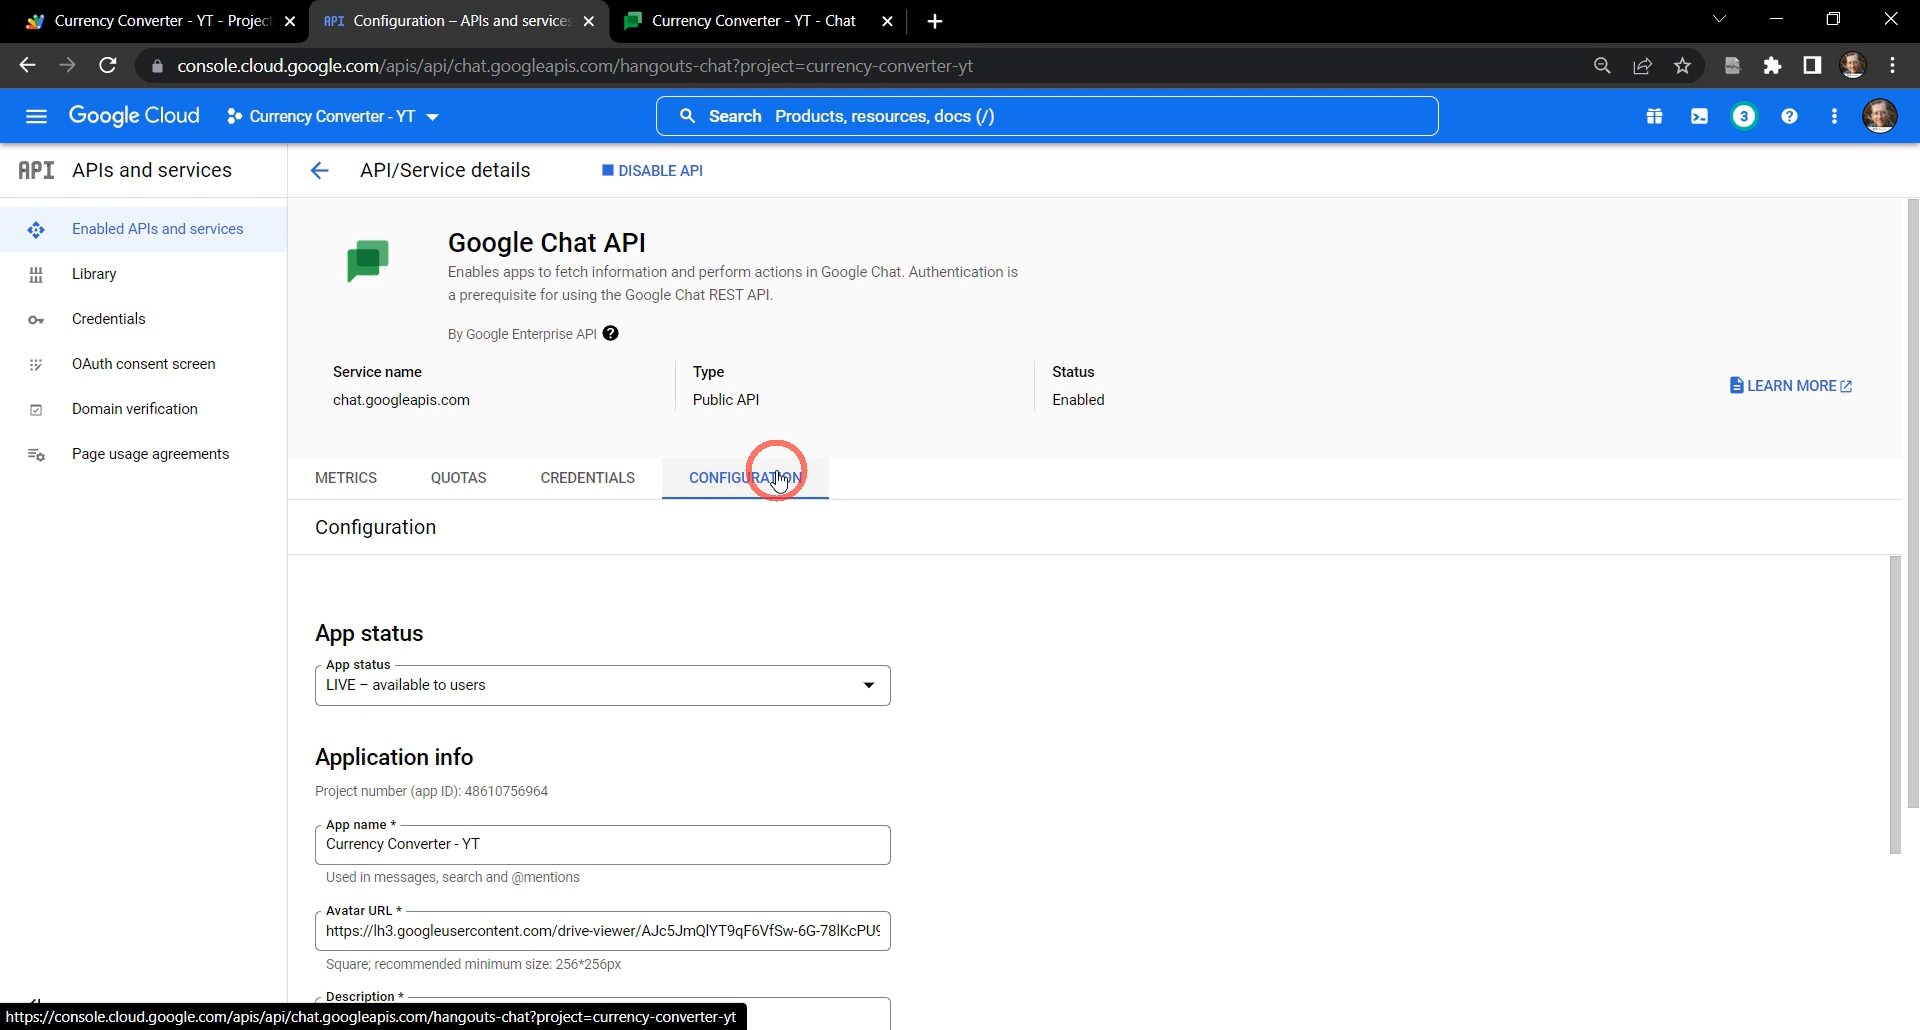 Currency Converter - YT - Project
API Configuration – APIs and services
Currency Converter - YT - Chat
console.cloud.google.com/apis/api/chat.googleapis.com/hangouts-chat?project=currency-converter-yt
Google Cloud
Currency Converter - YT
Search Products, resources, docs (/)
3
API APIs and services
API/Service details
DISABLE API
Enabled APIs and services
Library
Credentials
OAuth consent screen
Domain verification
Page usage agreements
Google Chat API
Enables apps to fetch information and perform actions in Google Chat. Authentication is
a prerequisite for using the Google Chat REST API.
By Google Enterprise API
Service name
chat.googleapis.com
Type
Public API
Status
Enabled
LEARN MORE
METRICS
QUOTAS
CREDENTIALS
CONFIGURATION
Configuration
App status
App status
LIVE – available to users
Application info
Project number (app ID): 48610756964
App name *
Currency Converter - YT
Used in messages, search and @mentions
Avatar URL *
https://lh3.googleusercontent.com/drive-viewer/AJc5JmQlYT9qF6VfSw-6G-78lKcPU
Square; recommended minimum size: 256*256px
Description *
https://console.cloud.google.com/apis/api/chat.googleapis.com/hangouts-chat?project=currency-converter-yt